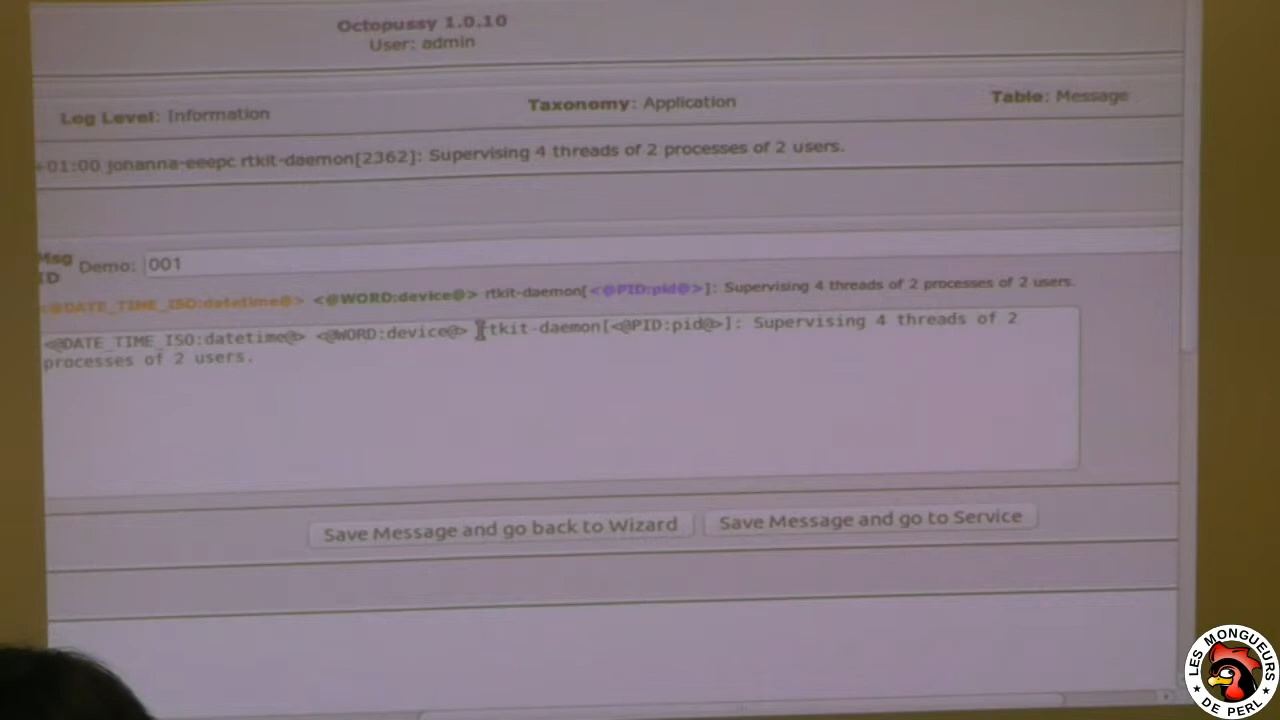 Octopussy 1.0.10
User: admin
Log Level: Information Taxonomy: Application Table: Message
+01:00 johanna-eeepc rtkit-daemon[2362]: Supervising 4 threads of 2 processes of 2 users.
Msg ID Demo: 001
<@DATE_TIME_ISO:datetime@> <@WORD:device@> rtkit-daemon[<@PID:pid@>]: Supervising 4 threads of 2 processes of 2 users.
<@DATE_TIME_ISO:datetime@> <@WORD:device@> rtkit-daemon[<@PID:pid@>]: Supervising 4 threads of 2
processes of 2 users.
Save Message and go back to Wizard Save Message and go to Service
LES MONGUEURS
DE PERL